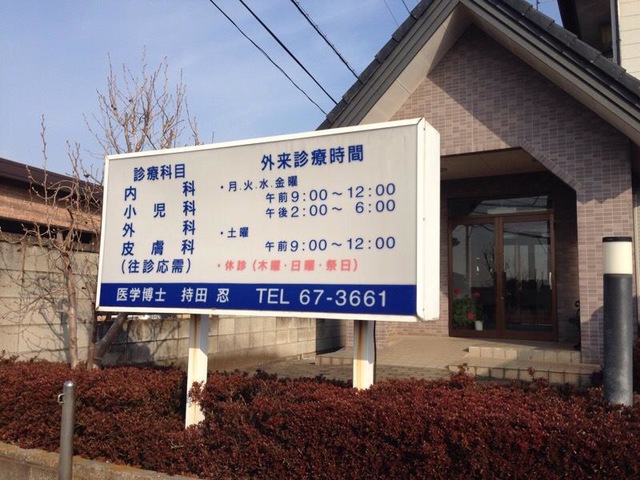 診療科目
内科
小児科
外科
皮膚科
(往診応需)
外来診療時間
・月.火.水.金曜
午前 9:00～12:00
午後 2:00～ 6:00
・土曜
午前 9:00～12:00
・休診(木曜・日曜・祭日)
医学博士 持田 忍 TEL 67-3661